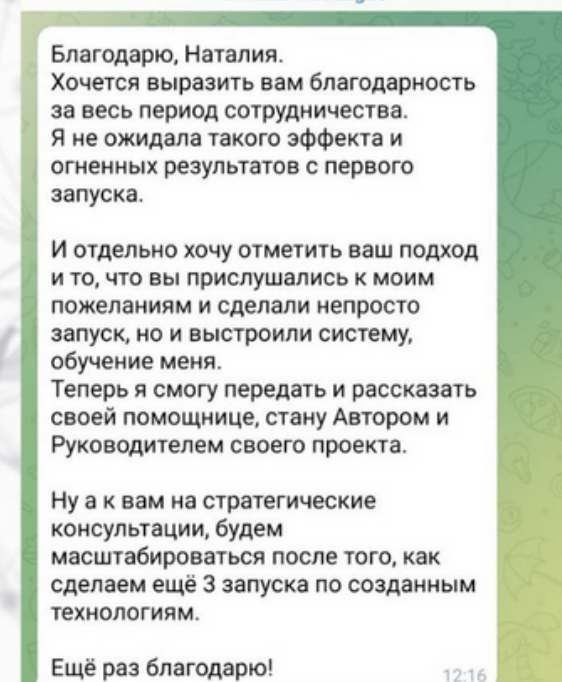 Благодарю, Наталия.
Хочется выразить вам благодарность
за весь период сотрудничества.
Я не ожидала такого эффекта и
огненных результатов с первого
запуска.
И отдельно хочу отметить ваш подход
и то, что вы прислушались к моим
пожеланиям и сделали непросто
запуск, но и выстроили систему,
обучение меня.
Теперь я смогу передать и рассказать
своей помощнице, стану Автором и
Руководителем своего проекта.
Ну а к вам на стратегические
консультации, будем
масштабироваться после того, как
сделаем ещё 3 запуска по созданным
технологиям.
Ещё раз благодарю!
12:16